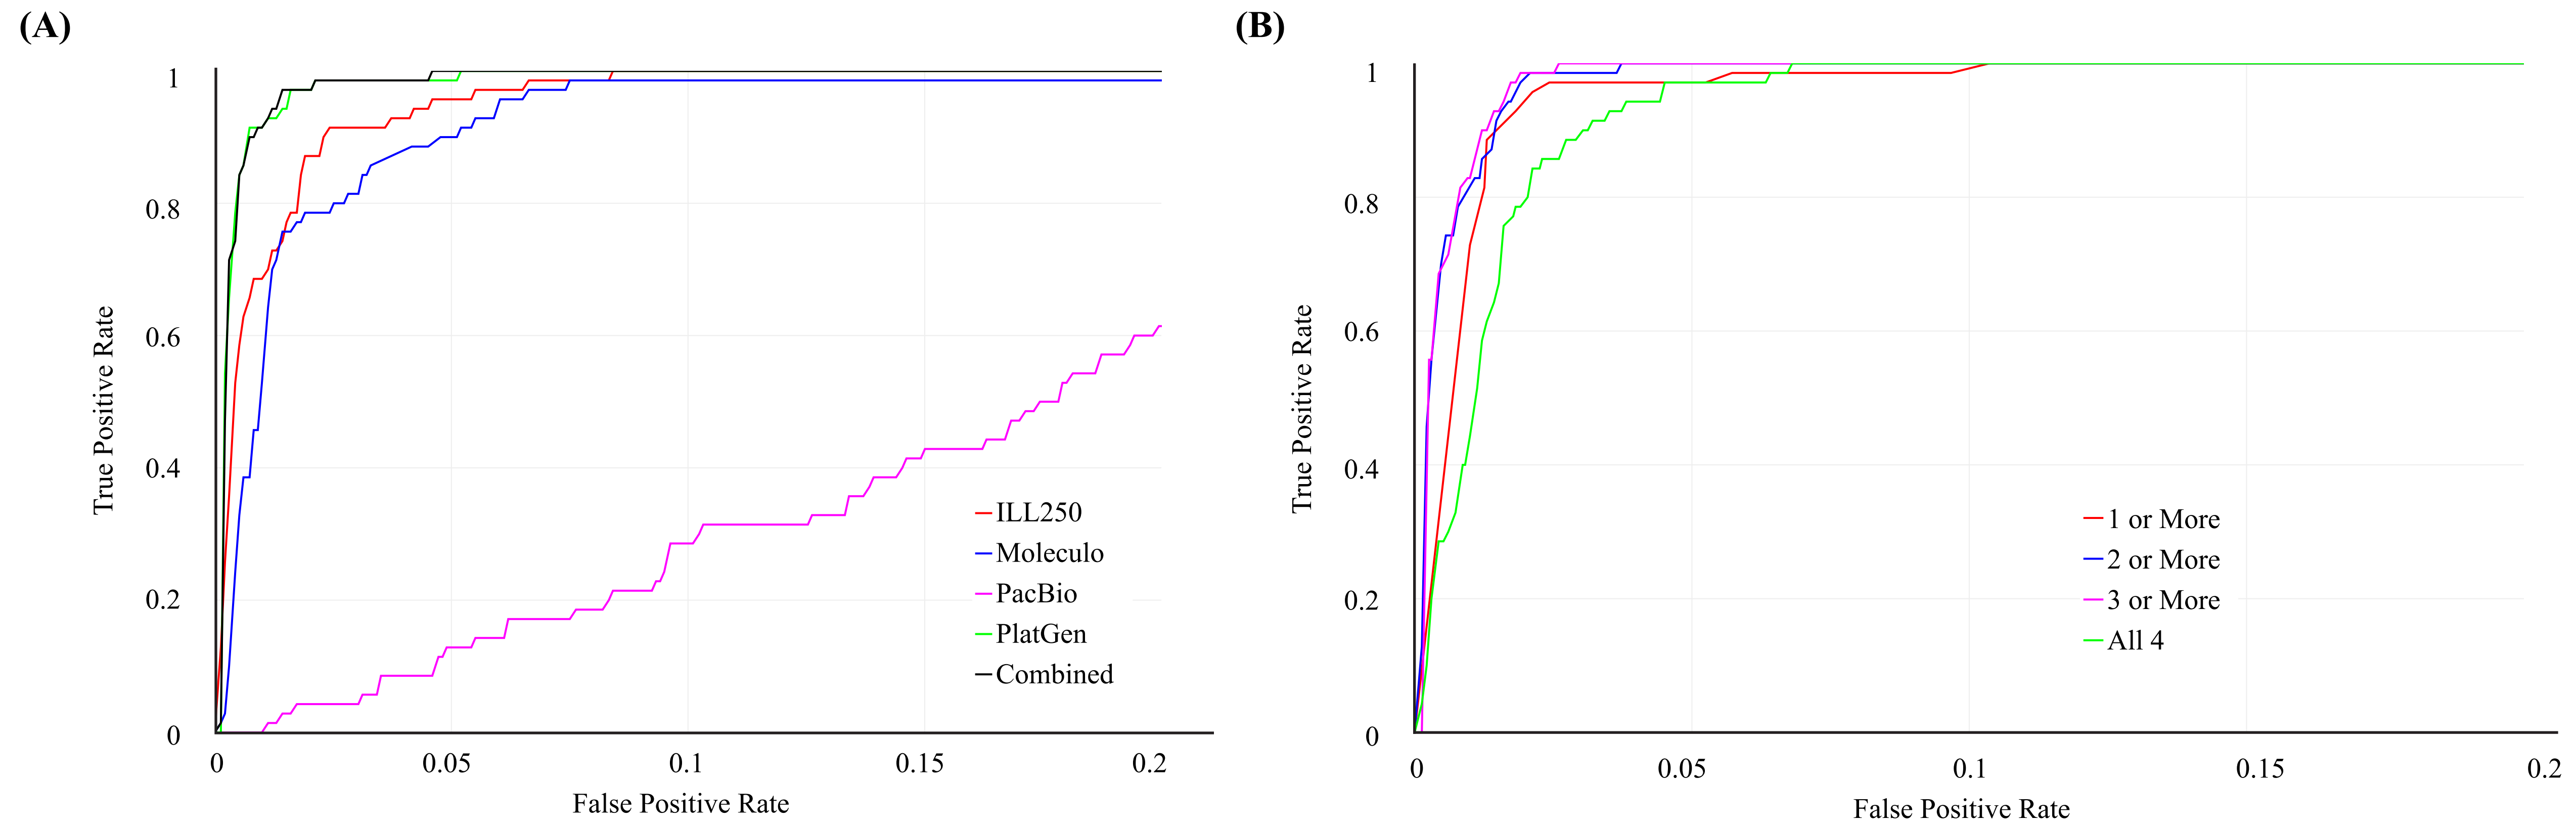 (A)
1
0.8
0.6
0.4
0.2
0
True Positive Rate
0 0.05 0.1 0.15 0.2
False Positive Rate
ILL250
Moleculo
PacBio
PlatGen
Combined
(B)
1
0.8
0.6
0.4
0.2
0
True Positive Rate
0 0.05 0.1 0.15 0.2
False Positive Rate
1 or More
2 or More
3 or More
All 4